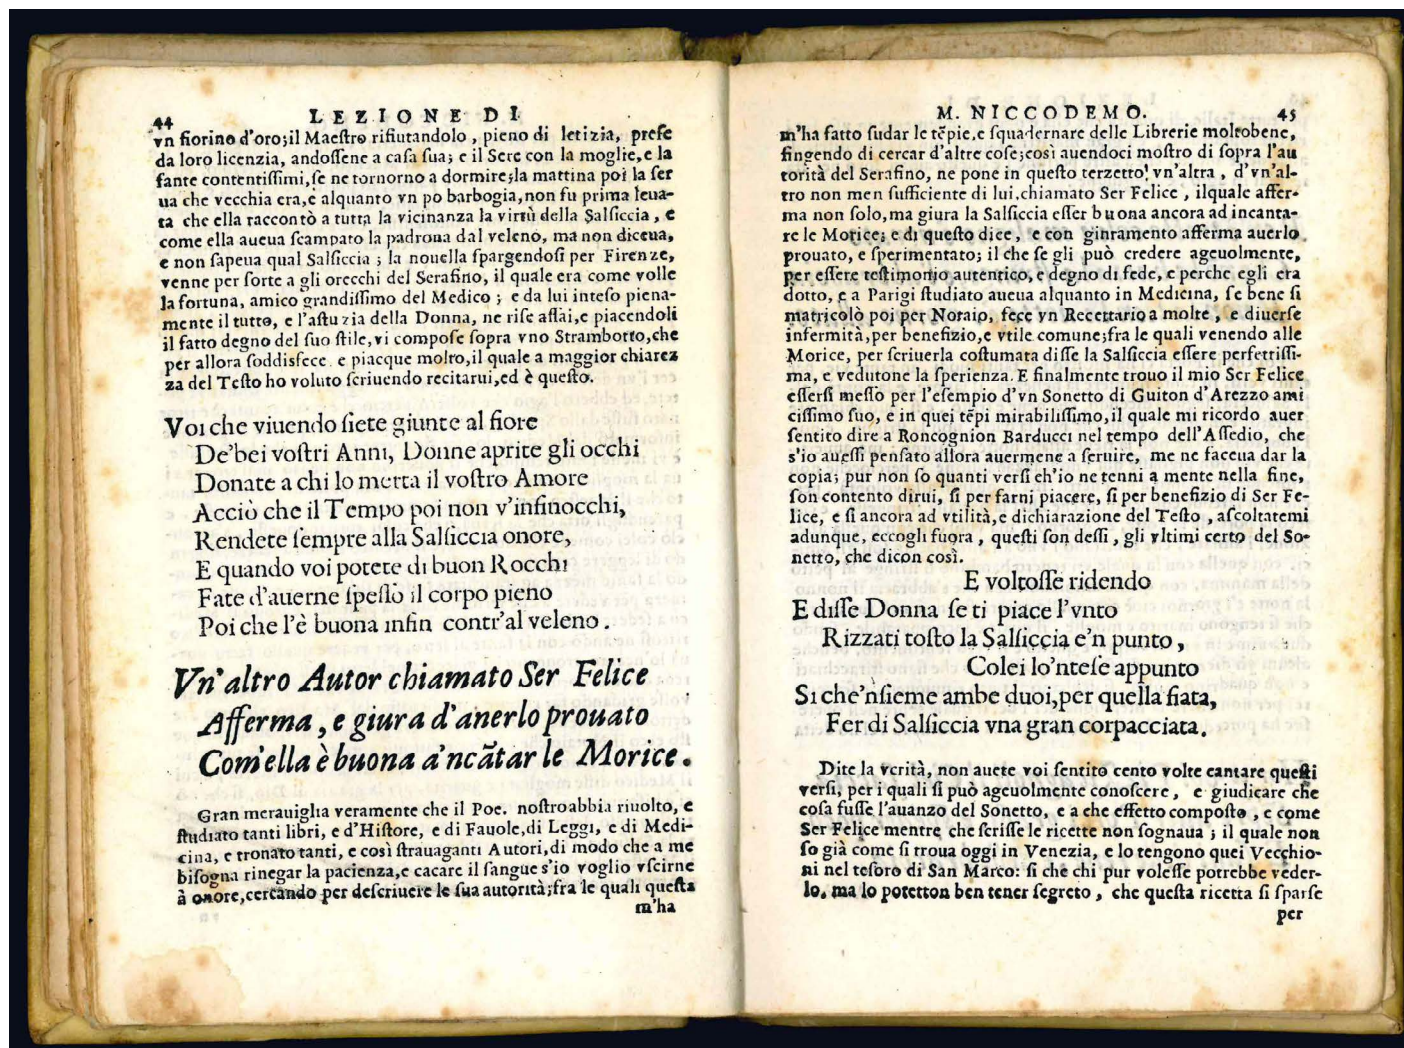 44
LEZIONE DI
vn fiorino d'oro;il Maeſtro rifiutandolo, pieno di letizia, preſe
da loro licenzia, andoſſene a caſa ſua; e il Sere con la moglie, e la
fante contentiſſimi, ſe ne tornorno a dormire;la mattina poi la ſer
ua che vecchia era,e alquanto vn po barbogia,non fu prima leua-
ta che ella raccontò a tutta la vicinanza la virtù della Salſiccia, e
come ella aueua ſcampato la padrona dal veleno, ma non diceua,
e non ſapeua qual Salſiccia; la nouella ſpargendoſi per Firenze,
venne per ſorte a gli orecchi del Serafino, il quale era come volle
la fortuna, amico grandiſſimo del Medico; e da lui inteſo piena-
mente il tutto, e l'aſtuzia della Donna, ne riſe aſſai,e piacendoli
il fatto degno del ſuo ſtile,vi compoſe ſopra vno Strambotto,che
per allora ſoddisfece e piacque molto,il quale a maggior chiarez
za del Teſto ho voluto ſcriuendo recitarui,ed è queſto.
Voi che viuendo ſiete giunte al fiore
De'bei voſtri Anni, Donne aprite gli occhi
Donate a chi lo metta il voſtro Amore
Acciò che il Tempo poi non v'infinocchi,
Rendete ſempre alla Salſiccia onore,
E quando voi potete di buon Rocchi
Fate d'auerne ſpeſſo il corpo pieno
Poi che l'è buona infin contr'al veleno.
Vn'altro Autor chiamato Ser Felice
Afferma, e giura d'auerlo prouato
Com'ella è buona a'ncãtar le Morice.
Gran merauiglia veramente che il Poe. noſtro abbia riuolto, e
ſtudiato tanti libri, e d'Hiſtore, e di Fauole,di Leggi, e di Medi-
cina, e tronato tanti, e così ſtrauaganti Autori,di modo che a me
biſogna rinegar la pacienza,e cacare il ſangue s'io voglio vſcirne
à onore,cercando per deſcriuere le ſua autorità;fra le quali queſta
m'ha
M. NICCODEMO.
45
m'ha fatto ſudar le tẽpie,e ſquadernare delle Librerie moltobene,
fingendo di cercar d'altre coſe;così auendoci moſtro di ſopra l'au
torità del Serafino, ne pone in queſto terzetto vn'altra, d'vn'al-
tro non men ſufficiente di lui,chiamato Ser Felice, ilquale affer-
ma non ſolo,ma giura la Salſiccia eſſer buona ancora ad incanta-
re le Morice; e di queſto dice, e con ginramento afferma auerlo
prouato, e ſperimentato; il che ſe gli può credere ageuolmente,
per eſſere teſtimonio autentico, e degno di fede, e perche egli era
dotto, e a Parigi ſtudiato aueua alquanto in Medicina, ſe bene ſi
matricolò poi per Notaio, fece vn Recettario a molte, e diuerſe
infermità,per benefizio,e vtile comune;fra le quali venendo alle
Morice, per ſcriuerla coſtumata diſſe la Salſiccia eſſere perfettiſſi-
ma, e vedutone la ſperienza. E finalmente trouo il mio Ser Felice
eſſerſi meſſo per l'eſempio d'vn Sonetto di Guiton d'Arezzo ami
ciſſimo ſuo, e in quei tẽpi mirabiliſſimo,il quale mi ricordo auer
ſentito dire a Roncognion Barducci nel tempo dell'Aſſedio, che
s'io aueſſi penſato allora auermene a ſeruire, me ne faceua dar la
copia; pur non ſo quanti verſi ch'io ne tenni a mente nella fine,
ſon contento dirui, ſi per farni piacere, ſi per benefizio di Ser Fe-
lice, e ſi ancora ad vtilità,e dichiarazione del Teſto, aſcoltatemi
adunque, eccogli fuora, queſti ſon deſſi, gli vltimi certo del So-
netto, che dicon così.
E voltoſſe ridendo
E diſſe Donna ſe ti piace l'vnto
Rizzati toſto la Salſiccia e'n punto,
Colei lo'nteſe appunto
Si che'nſieme ambe duoi,per quella fiata,
Fer di Salſiccia vna gran corpacciata.
Dite la verità, non auete voi ſentito cento volte cantare queſti
verſi, per i quali ſi può ageuolmente conoſcere, e giudicare che
coſa fuſſe l'auanzo del Sonetto, e a che effetto compoſto, e come
Ser Felice mentre che ſcriſſe le ricette non ſognaua; il quale non
ſo già come ſi troua oggi in Venezia, e lo tengono quei Vecchio-
ni nel teſoro di San Marco: ſi che chi pur voleſſe potrebbe veder-
lo, ma lo potetton ben tener ſegreto, che queſta ricetta ſi ſparſe
per